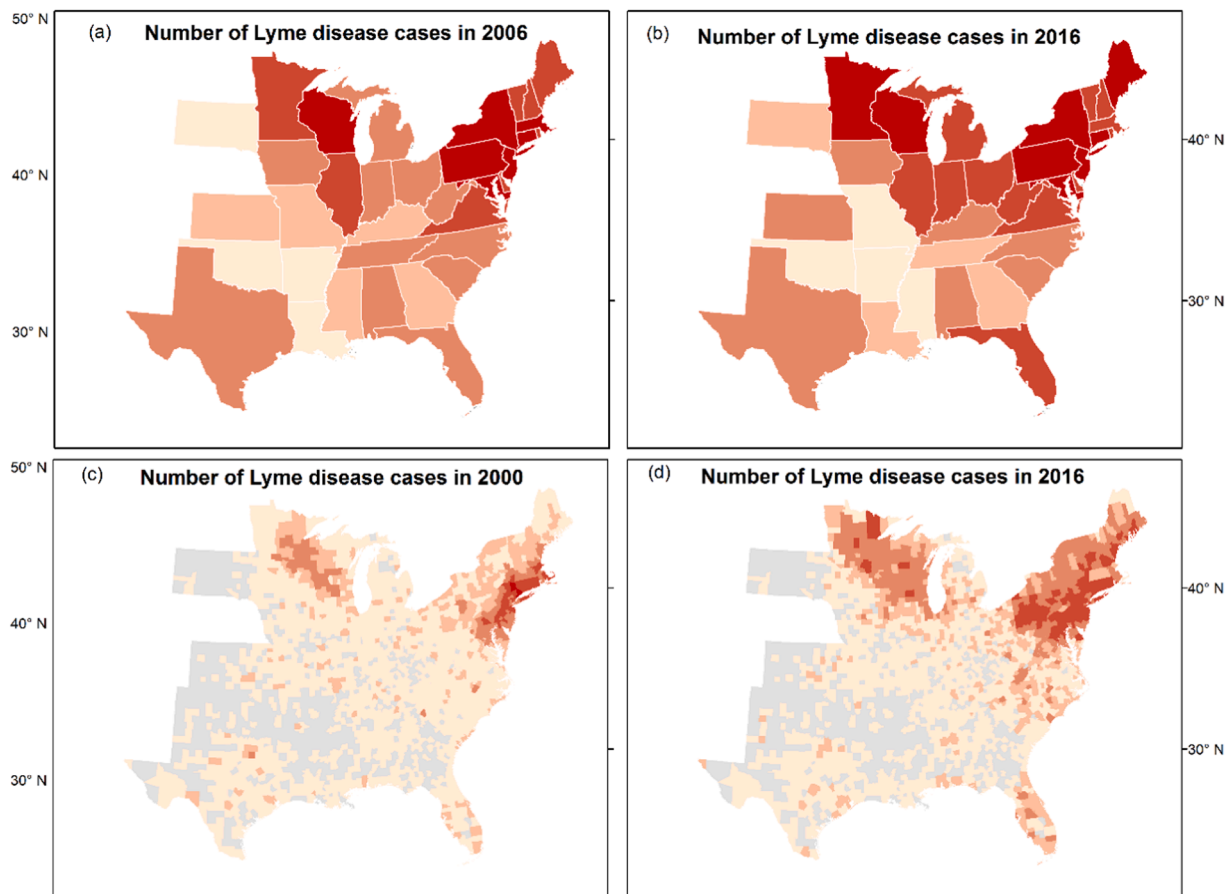 50° N
(a) Number of Lyme disease cases in 2006
(b) Number of Lyme disease cases in 2016
40° N
40° N
30° N
30° N
50° N
(c) Number of Lyme disease cases in 2000
(d) Number of Lyme disease cases in 2016
40° N
40° N
30° N
30° N